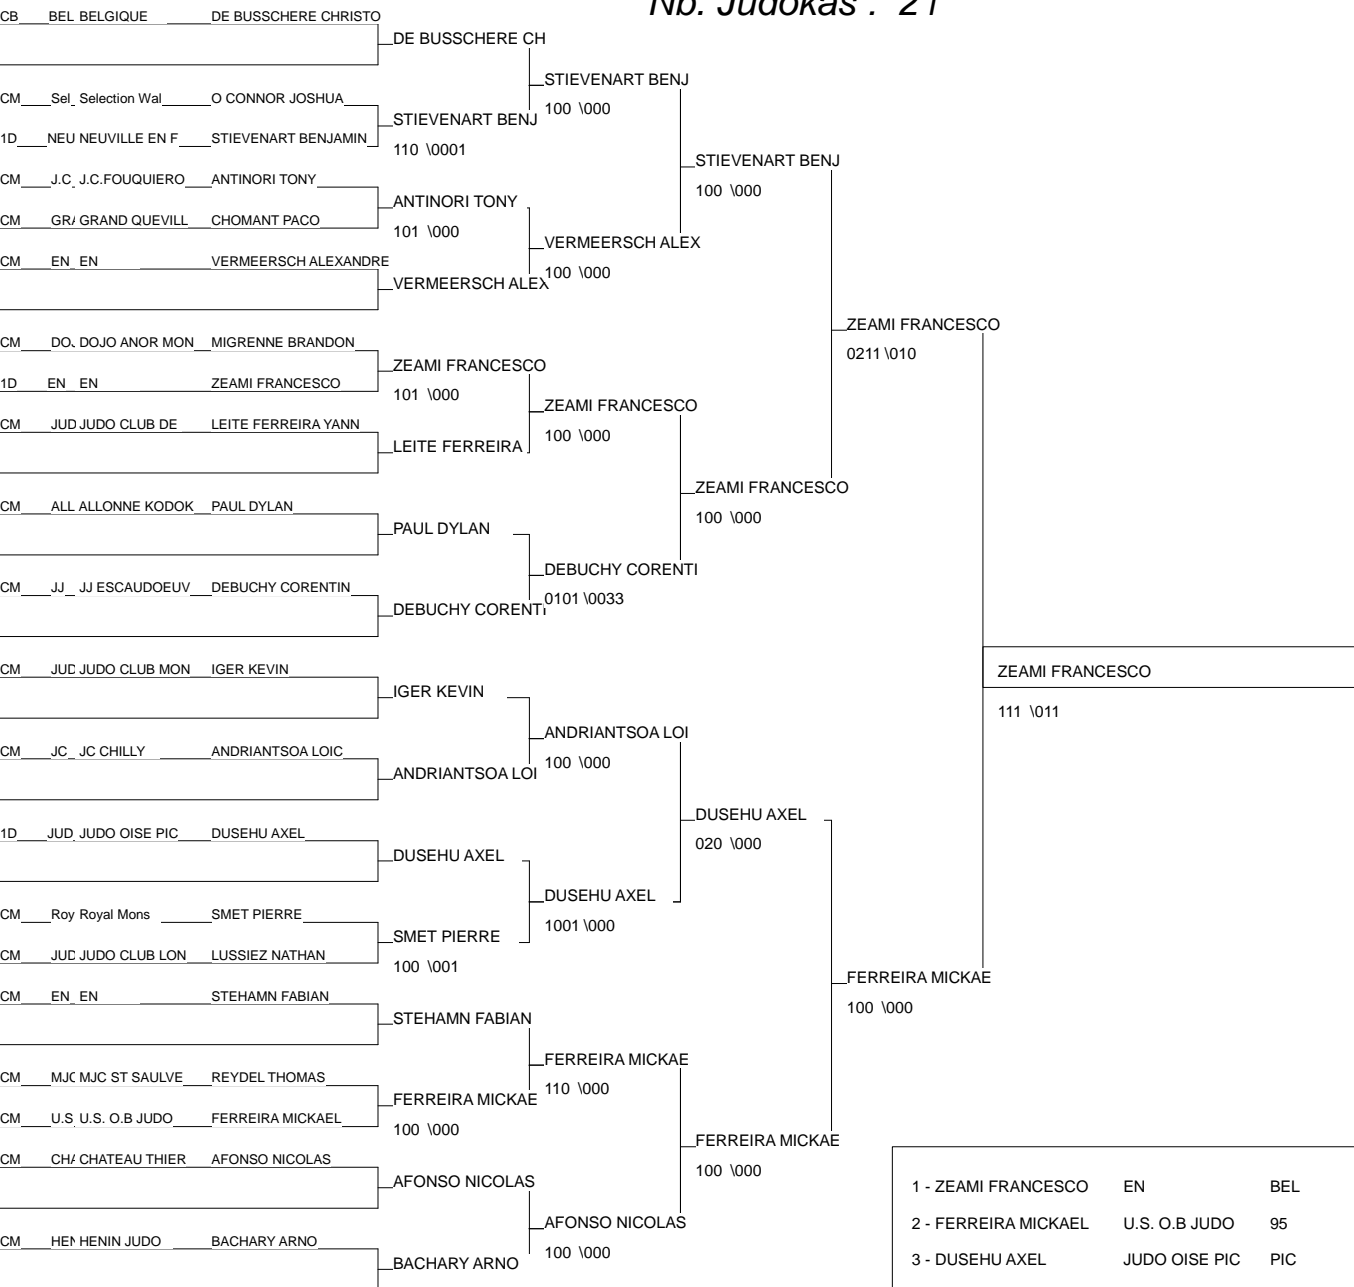 Nb. Judokas : 21
CB BEL BELGIQUE DE BUSSCHERE CHRISTO
DE BUSSCHERE CH
STIEVENART BENJ
100 \000
CM Sel Selection Wal O CONNOR JOSHUA
STIEVENART BENJ
110 \0001
1D NEU NEUVILLE EN F STIEVENART BENJAMIN
STIEVENART BENJ
100 \000
CM J.C J.C.FOUQUIERO ANTINORI TONY
ANTINORI TONY
101 \000
CM GRA GRAND QUEVILL CHOMANT PACO
VERMEERSCH ALEX
100 \000
CM EN EN VERMEERSCH ALEXANDRE
VERMEERSCH ALEX
ZEAMI FRANCESCO
0211 \010
CM DOJ DOJO ANOR MON MIGRENNE BRANDON
ZEAMI FRANCESCO
101 \000
1D EN EN ZEAMI FRANCESCO
ZEAMI FRANCESCO
100 \000
CM JUD JUDO CLUB DE LEITE FERREIRA YANN
LEITE FERREIRA
ZEAMI FRANCESCO
100 \000
CM ALL ALLONNE KODOK PAUL DYLAN
PAUL DYLAN
DEBUCHY CORENTI
0101 \0033
CM JJ JJ ESCAUDOEUV DEBUCHY CORENTIN
DEBUCHY CORENTI
CM JUD JUDO CLUB MON IGER KEVIN
ZEAMI FRANCESCO
111 \011
IGER KEVIN
ANDRIANTSOA LOI
100 \000
CM JC JC CHILLY ANDRIANTSOA LOIC
ANDRIANTSOA LOI
DUSEHU AXEL
020 \000
1D JUD JUDO OISE PIC DUSEHU AXEL
DUSEHU AXEL
DUSEHU AXEL
1001 \000
CM Roy Royal Mons SMET PIERRE
SMET PIERRE
100 \001
CM JUD JUDO CLUB LON LUSSIEZ NATHAN
FERREIRA MICKAE
100 \000
CM EN EN STEHAMN FABIAN
STEHAMN FABIAN
FERREIRA MICKAE
110 \000
CM MJC MJC ST SAULVE REYDEL THOMAS
FERREIRA MICKAE
100 \000
CM U.S U.S. O.B JUDO FERREIRA MICKAEL
FERREIRA MICKAE
100 \000
CM CHA CHATEAU THIER AFONSO NICOLAS
AFONSO NICOLAS
AFONSO NICOLAS
100 \000
CM HEN HENIN JUDO BACHARY ARNO
BACHARY ARNO
1 - ZEAMI FRANCESCO EN BEL
2 - FERREIRA MICKAEL U.S. O.B JUDO 95
3 - DUSEHU AXEL JUDO OISE PIC PIC